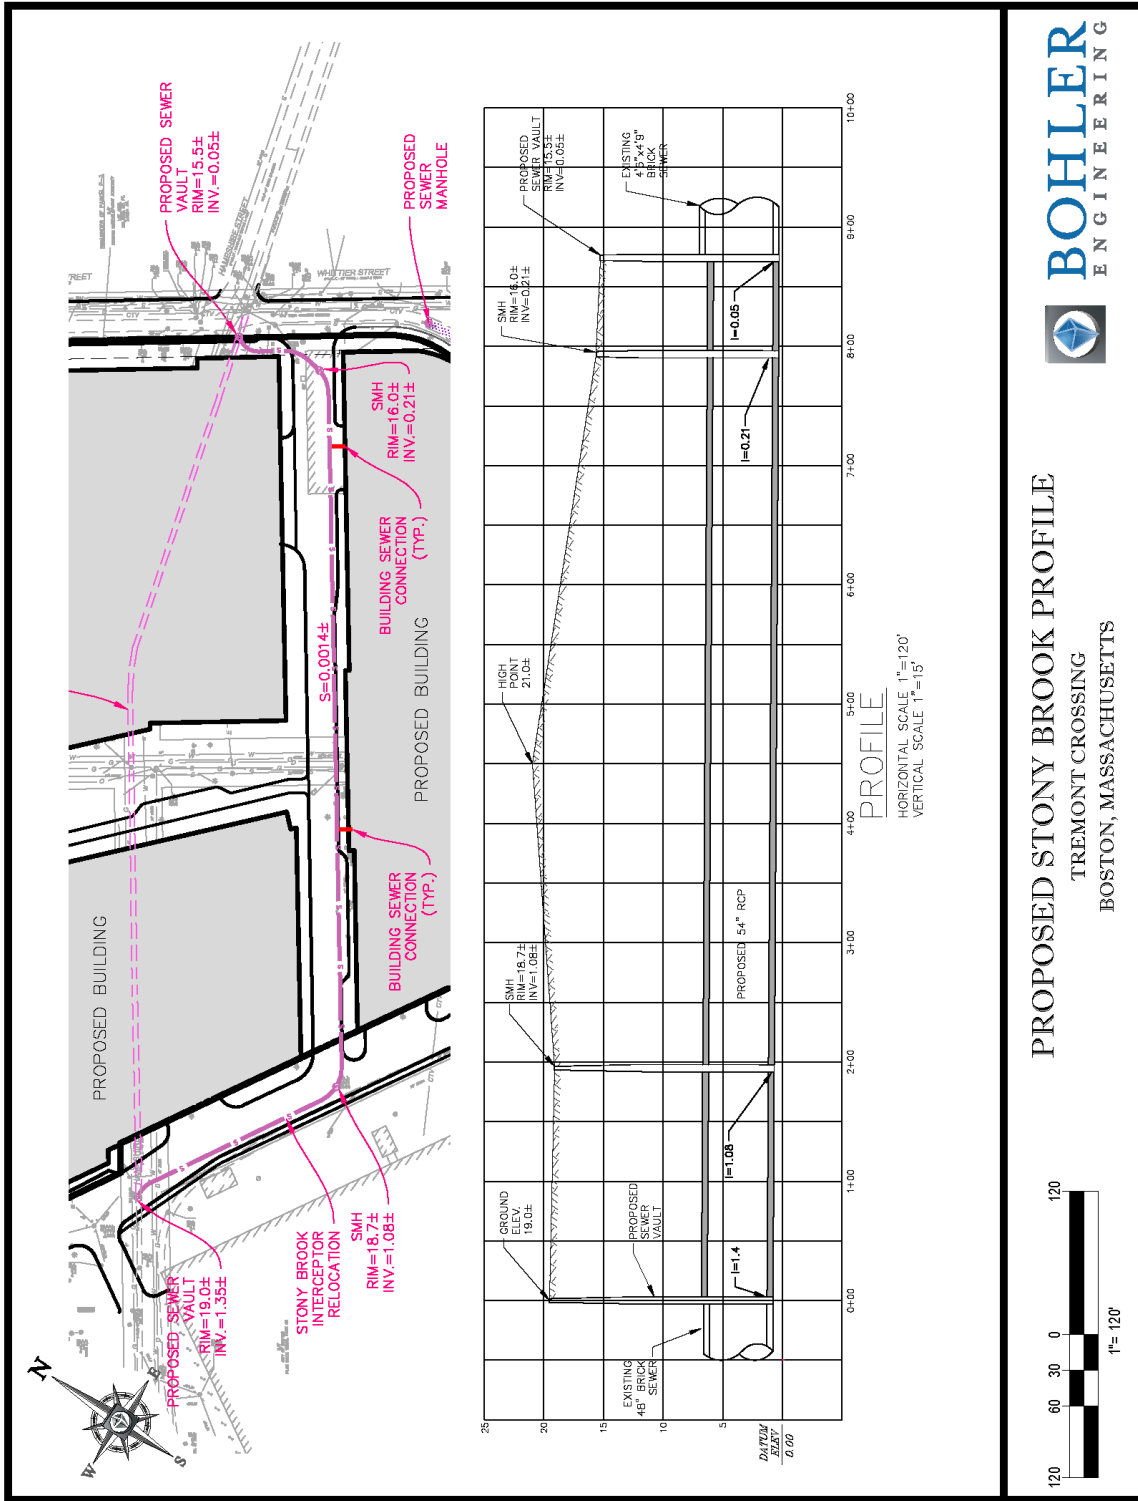 PROPOSED SEWER
VAULT
RIM=15.5±
INV.=0.05±
PROPOSED
SEWER
MANHOLE
HAMPSHIRE STREET
WHITTIER STREET
SMH
RIM=16.0±
INV.=0.21±
BUILDING SEWER
CONNECTION
(TYP.)
S=0.0014±
PROPOSED BUILDING
PROPOSED BUILDING
BUILDING SEWER
CONNECTION
(TYP.)
SMH
RIM=18.7±
INV.=1.08±
STONY BROOK
INTERCEPTOR
RELOCATION
PROPOSED SEWER
VAULT
RIM=19.0±
INV.=1.35±
N
W
S
25
20
15
10
5
DATUM
ELEV
0.00
0+00
1+00
2+00
3+00
4+00
5+00
6+00
7+00
8+00
9+00
10+00
GROUND
ELEV.
19.0±
PROPOSED
SEWER
VAULT
EXISTING
48" BRICK
SEWER
I=1.4
I=1.08
SMH
RIM=18.7±
INV=1.08±
PROPOSED 54" RCP
HIGH
POINT
21.0±
SMH
RIM=16.0±
INV=0.21±
I=0.21
I=0.05
PROPOSED
SEWER VAULT
RIM=15.5±
INV=0.05±
EXISTING
4'5"x4'9"
BRICK
SEWER
PROFILE
HORIZONTAL SCALE 1"=120'
VERTICAL SCALE 1"=15'
BOHLER
ENGINEERING
PROPOSED STONY BROOK PROFILE
TREMONT CROSSING
BOSTON, MASSACHUSETTS
120 60 30 0 120
1"= 120'